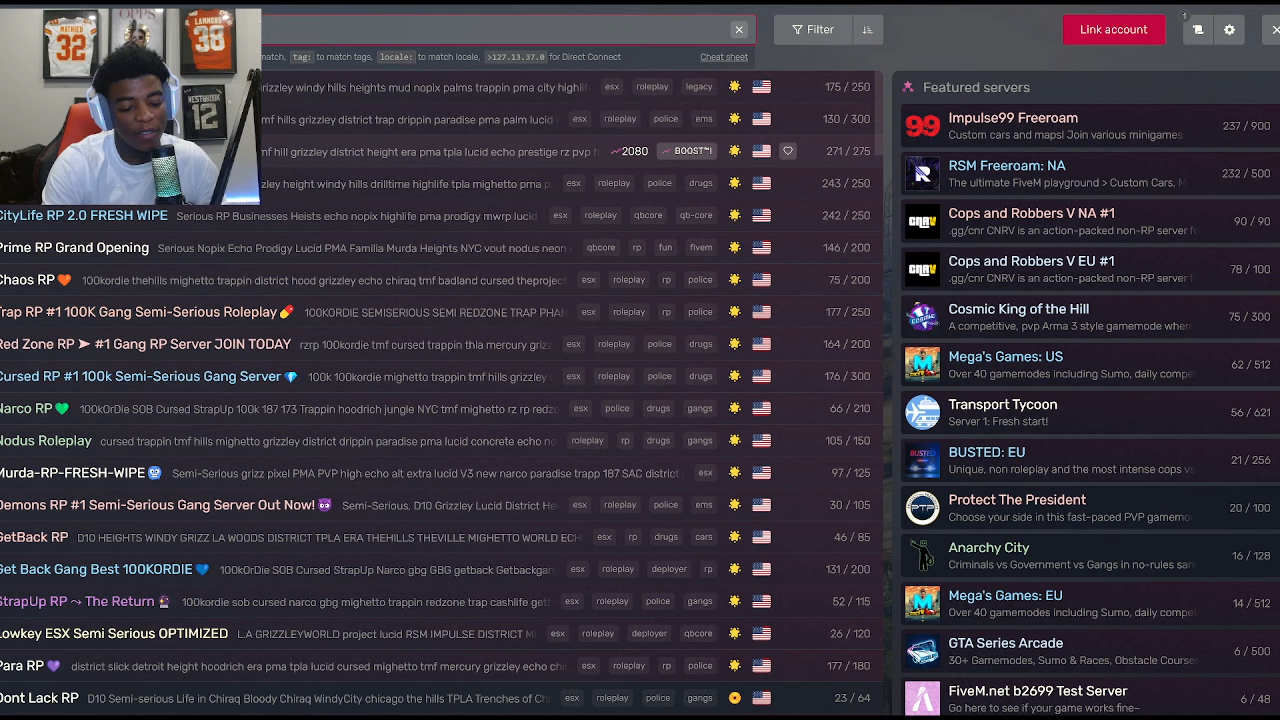 MATHIEU
32
OPPS
38
WESTBROOK
12
match, tag: to match tags, locale: to match locale, >127.13.37.0 for Direct Connect
Cheat sheet
Filter
Link account
1
grizzley windy hills heights mud nopix palms trappin pma city highlif esx roleplay legacy 175 / 250
tmf hills grizzley district trap drippin paradise pma palm lucid esx roleplay police ems 130 / 300
hill grizzley district height era pma tpla lucid echo prestige rz pvp h 2080 BOOST™! 271 / 275
grizzley height windy hills drilltime highlife tpla mighetto pma p esx roleplay police drugs 243 / 250
CityLife RP 2.0 FRESH WIPE Serious RP Businesses Heists echo nopix highlife pma prodigy mwrp lucid esx roleplay qbcore qb-core 242 / 250
Prime RP Grand Opening Serious Nopix Echo Prodigy Lucid PMA Familia Murda Heights NYC vout nodus neon qbcore rp fun fivem 146 / 200
Chaos RP 100kordie thehills mighetto trappin district hood grizzley echo chiraq tmf badland cursed theproject esx roleplay rp police 75 / 200
Trap RP #1 100K Gang Semi-Serious Roleplay 100KORDIE SEMISERIOUS SEMI REDZONE TRAP PHAN esx roleplay rp police 177 / 250
Red Zone RP ➤ #1 Gang RP Server JOIN TODAY rzrp 100kordie tmf cursed trappin thla mercury griz esx roleplay police drugs 164 / 200
Cursed RP #1 100k Semi-Serious Gang Server 100k 100kordie mighetto trappin tmf hills grizzley esx roleplay police drugs 176 / 300
Narco RP 100kOrDie SOB Cursed StrapUp 100k 187 173 Trappin hoodrich jungle NYC tmf mighetto rz rp redzo esx police drugs gangs 66 / 210
Nodus Roleplay cursed trappin tmf hills mighetto grizzley district drippin paradise pma lucid concrete echo no roleplay rp drugs gangs 105 / 150
Murda-RP-FRESH-WIPE Semi-Serious grizz pixel PMA PVP high echo alt extra lucid V3 new narco paradise trapp 187 SAC district esx 97 / 125
Demons RP #1 Semi-Serious Gang Server Out Now! Semi-Serious. D10 Grizzley Lucid District He esx roleplay police ems 30 / 105
GetBack RP D10 HEIGHTS WINDY GRIZZ LA WOODS DISTRICT TPLA ERA THEHILLS THEVILLE MIGHETTO WORLD ECH esx rp drugs cars 46 / 85
Get Back Gang Best 100KORDIE 100kOrDie SOB Cursed StrapUp Narco gbg GBG getback Getbackgan esx roleplay deployer rp 131 / 200
StrapUp RP ⤳ The Return 100kordie sob cursed narco gbg mighetto trappin redzone trap cashlife gett esx roleplay police gangs 52 / 115
Lowkey ESX Semi Serious OPTIMIZED L.A GRIZZLEYWORLD project lucid RSM IMPULSE DISTRICT MI esx roleplay deployer qbcore 26 / 120
Para RP district slick detroit height hoodrich era pma tpla lucid cursed mighetto tmf mercury grizzley echo chi esx roleplay rp police 177 / 180
Dont Lack RP D10 Semi-serious Life in Chiraq Bloody Chiraq WindyCity chicago the hills TPLA Trenches of Ch esx roleplay police gangs 23 / 64
Featured servers
Impulse99 Freeroam
99
Custom cars and maps! Join various minigames
237 / 900
RSM Freeroam: NA
The ultimate FiveM playground > Custom Cars, M
232 / 500
Cops and Robbers V NA #1
CNRV
.gg/cnr CNRV is an action-packed non-RP server fo
90 / 90
Cops and Robbers V EU #1
CNRV
.gg/cnr CNRV is an action-packed non-RP server f
78 / 100
Cosmic King of the Hill
A competitive, pvp Arma 3 style gamemode where
75 / 300
Mega's Games: US
Over 40 gamemodes including Sumo, daily compe
62 / 512
Transport Tycoon
Server 1: Fresh start!
56 / 621
BUSTED: EU
BUSTED
Unique, non roleplay and the most intense cops vs
21 / 256
Protect The President
PTP
Choose your side in this fast-paced PVP gamemo
20 / 100
Anarchy City
Criminals vs Government vs Gangs in no-rules san
16 / 128
Mega's Games: EU
Over 40 gamemodes including Sumo, daily compe
14 / 512
GTA Series Arcade
30+ Gamemodes, Sumo & Races, Obstacle Courses
6 / 500
FiveM.net b2699 Test Server
Go here to see if your game works fine~
6 / 48